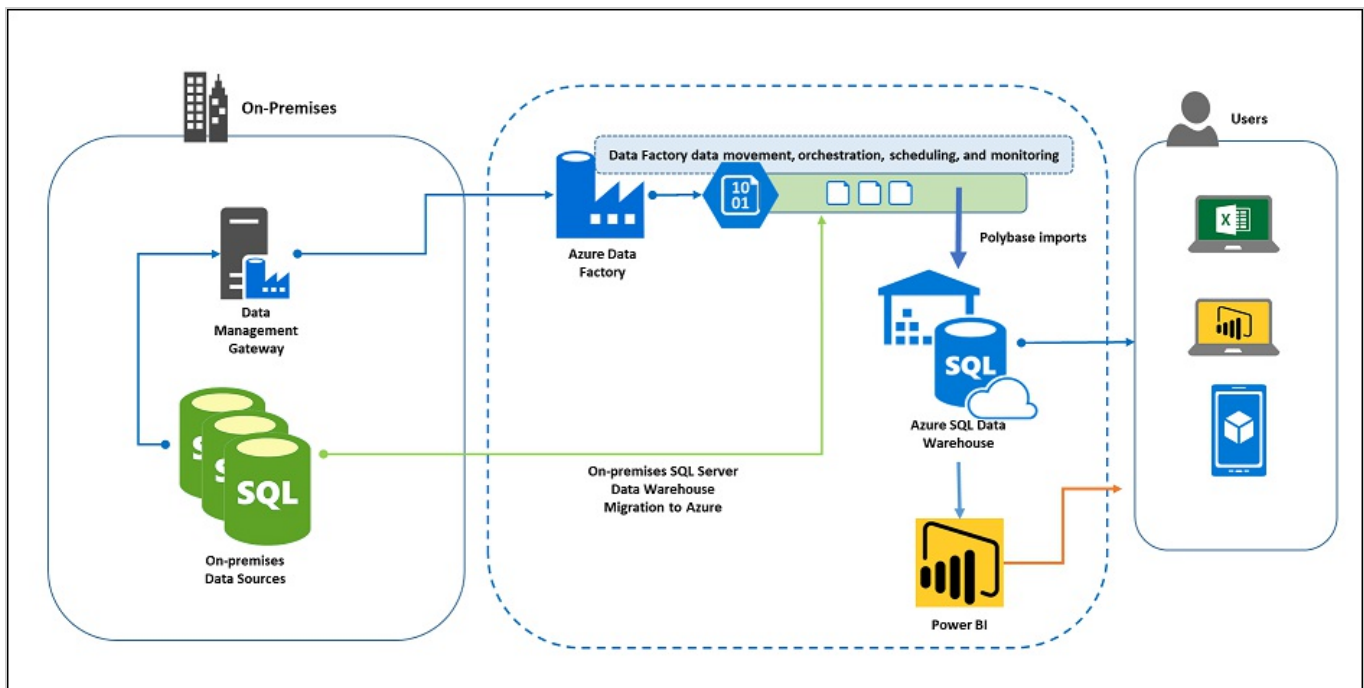 On-Premises
Users
Data Factory data movement, orchestration, scheduling, and monitoring
10
01
Polybase imports
Azure Data
Factory
Data
Management
Gateway
SQL
Azure SQL Data
Warehouse
S
S
SQL
On-premises SQL Server
Data Warehouse
Migration to Azure
On-premises
Data Sources
Power BI
X